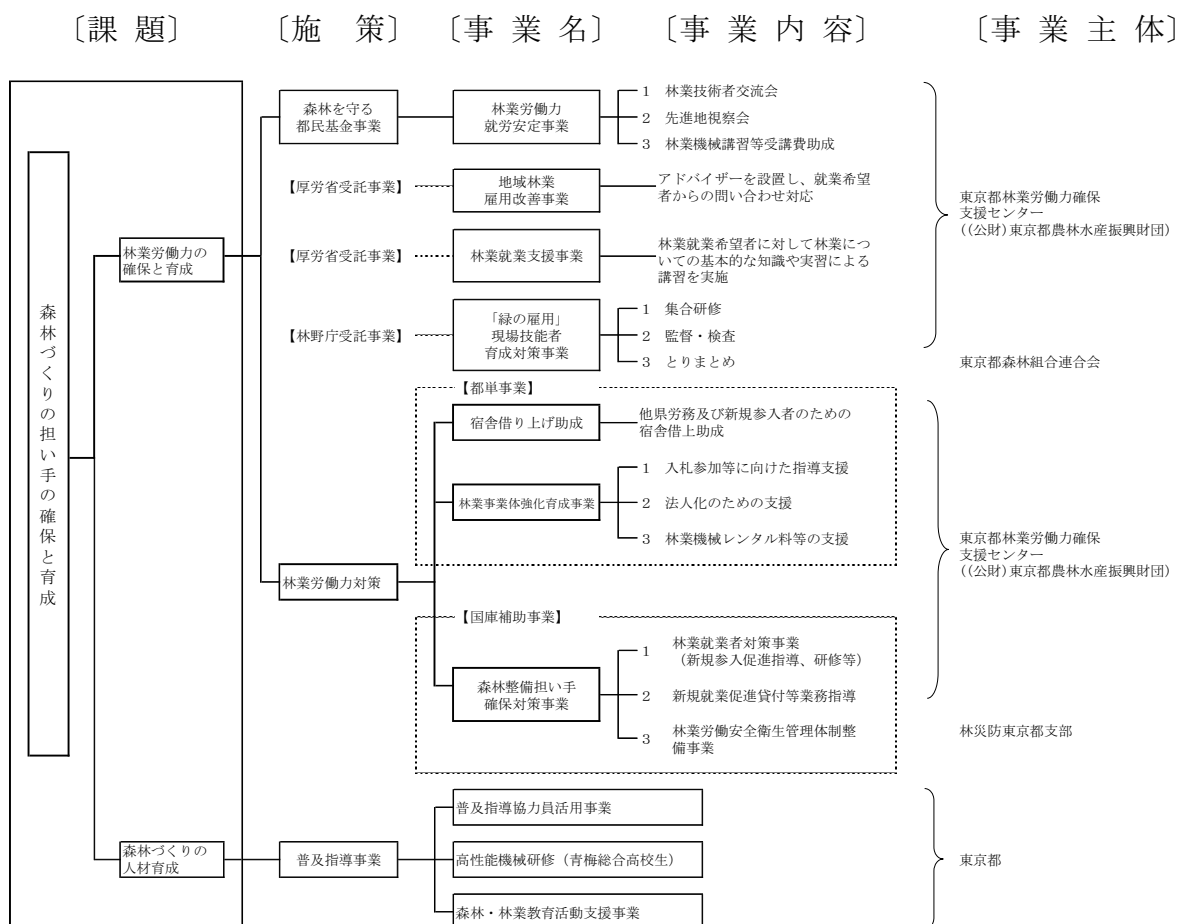 〔課 題〕 〔施 策〕 〔事 業 名〕 〔事 業 内 容〕 〔事 業 主 体〕
森林づくりの担い手の確保と育成
林業労働力の
確保と育成
森林を守る
都民基金事業
林業労働力
就労安定事業
1 林業技術者交流会
2 先進地視察会
3 林業機械講習等受講費助成
【厚労省受託事業】
地域林業
雇用改善事業
アドバイザーを設置し、就業希望
者からの問い合わせ対応
【厚労省受託事業】
林業就業支援事業
林業就業希望者に対して林業につ
いての基本的な知識や実習による
講習を実施
【林野庁受託事業】
「緑の雇用」
現場技能者
育成対策事業
1 集合研修
2 監督・検査
3 とりまとめ
東京都林業労働力確保
支援センター
((公財)東京都農林水産振興財団)
東京都森林組合連合会
林業労働力対策
【都単事業】
宿舎借り上げ助成
他県労務及び新規参入者のための
宿舎借上助成
林業事業体強化育成事業
1 入札参加等に向けた指導支援
2 法人化のための支援
3 林業機械レンタル料等の支援
【国庫補助事業】
森林整備担い手
確保対策事業
1 林業就業者対策事業
(新規参入促進指導、研修等)
2 新規就業促進貸付等業務指導
3 林業労働安全衛生管理体制整
備事業
東京都林業労働力確保
支援センター
((公財)東京都農林水産振興財団)
林災防東京都支部
森林づくりの
人材育成
普及指導事業
普及指導協力員活用事業
高性能機械研修(青梅総合高校生)
森林・林業教育活動支援事業
東京都